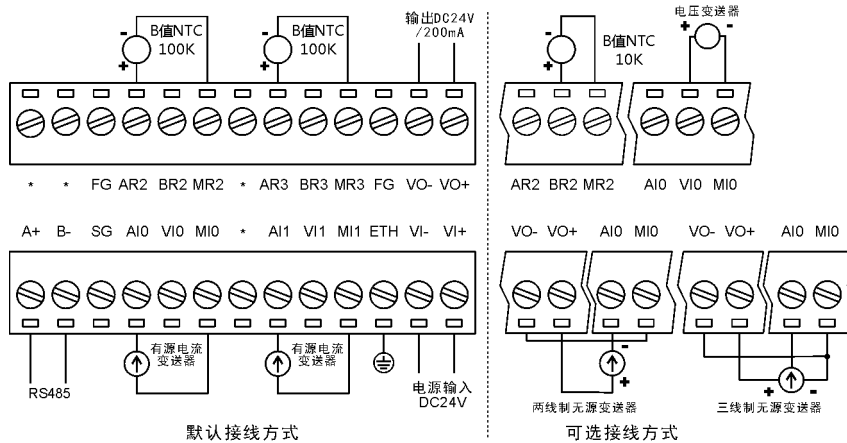 - B值NTC 100K +
- B值NTC 100K +
输出DC24V /200mA
- B值NTC 10K +
电压变送器
+ -
* * FG AR2 BR2 MR2 * AR3 BR3 MR3 FG VO- VO+
AR2 BR2 MR2 AI0 VI0 MI0
A+ B- SG AI0 VI0 MI0 * AI1 VI1 MI1 ETH VI- VI+
VO- VO+ AI0 MI0 VO- VO+ AI0 MI0
RS485
有源电流
变送器
有源电流
变送器
电源输入
DC24V
-
+
两线制无源变送器
+ -
三线制无源变送器
默认接线方式
可选接线方式